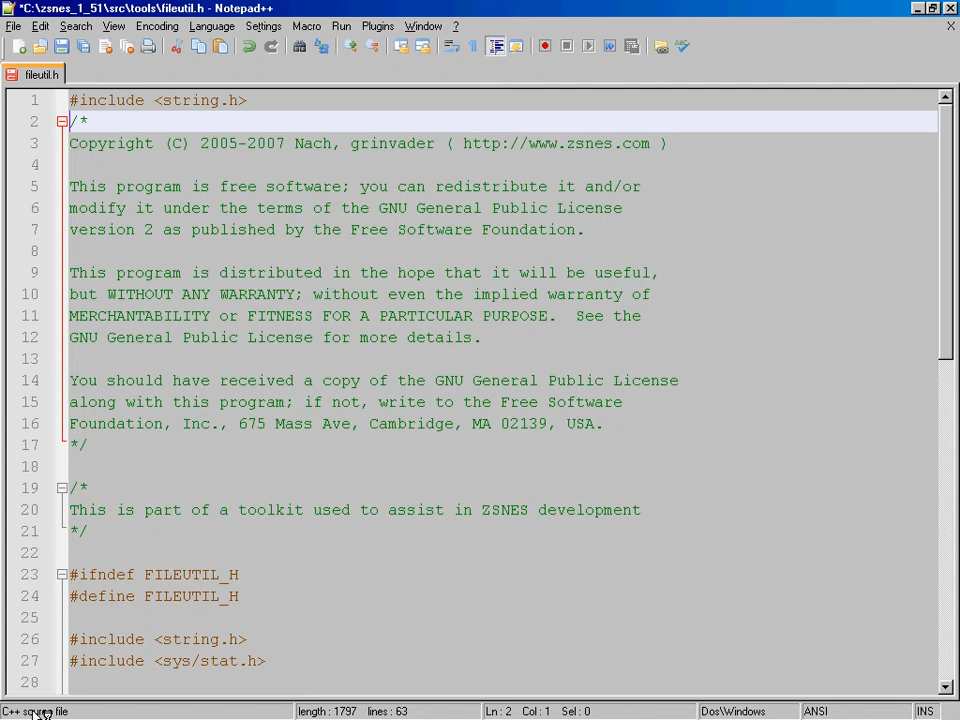 *C:\zsnes_1_51\src\tools\fileutil.h - Notepad++
File Edit Search View Encoding Language Settings Macro Run Plugins Window ? X
fileutil.h
1 #include <string.h>
2 /*
3 Copyright (C) 2005-2007 Nach, grinvader ( http://www.zsnes.com )
4
5 This program is free software; you can redistribute it and/or
6 modify it under the terms of the GNU General Public License
7 version 2 as published by the Free Software Foundation.
8
9 This program is distributed in the hope that it will be useful,
10 but WITHOUT ANY WARRANTY; without even the implied warranty of
11 MERCHANTABILITY or FITNESS FOR A PARTICULAR PURPOSE.  See the
12 GNU General Public License for more details.
13
14 You should have received a copy of the GNU General Public License
15 along with this program; if not, write to the Free Software
16 Foundation, Inc., 675 Mass Ave, Cambridge, MA 02139, USA.
17 */
18
19 /*
20 This is part of a toolkit used to assist in ZSNES development
21 */
22
23 #ifndef FILEUTIL_H
24 #define FILEUTIL_H
25
26 #include <string.h>
27 #include <sys/stat.h>
28
C++ source file length : 1797 lines : 63 Ln : 2 Col : 1 Sel : 0 Dos\Windows ANSI INS